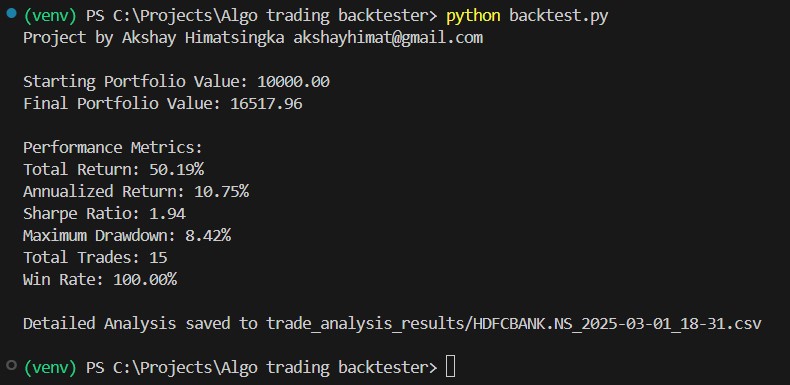 (venv) PS C:\Projects\Algo trading backtester> python backtest.py
Project by Akshay Himatsingka akshayhimat@gmail.com
Starting Portfolio Value: 10000.00
Final Portfolio Value: 16517.96
Performance Metrics:
Total Return: 50.19%
Annualized Return: 10.75%
Sharpe Ratio: 1.94
Maximum Drawdown: 8.42%
Total Trades: 15
Win Rate: 100.00%
Detailed Analysis saved to trade_analysis_results/HDFCBANK.NS_2025-03-01_18-31.csv
(venv) PS C:\Projects\Algo trading backtester>